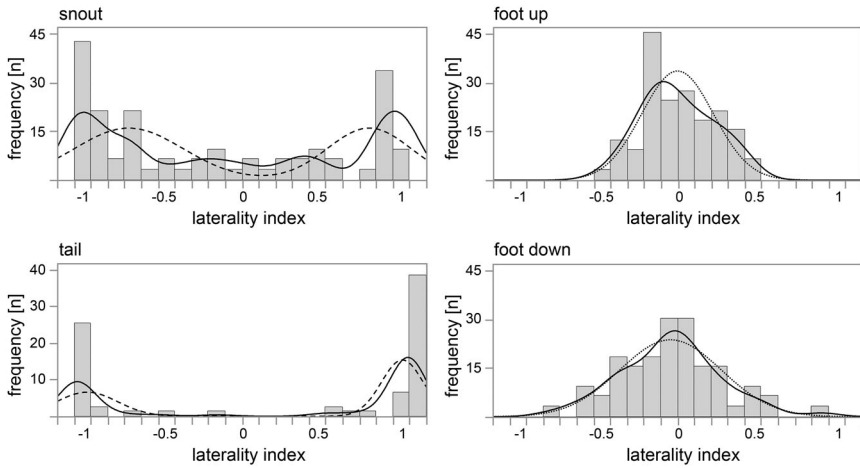 snout
frequency [n]
45
30
15
-1 -0.5 0 0.5 1
laterality index
foot up
frequency [n]
45
30
15
-1 -0.5 0 0.5 1
laterality index
tail
frequency [n]
40
30
20
10
-1 -0.5 0 0.5 1
laterality index
foot down
frequency [n]
45
30
15
-1 -0.5 0 0.5 1
laterality index